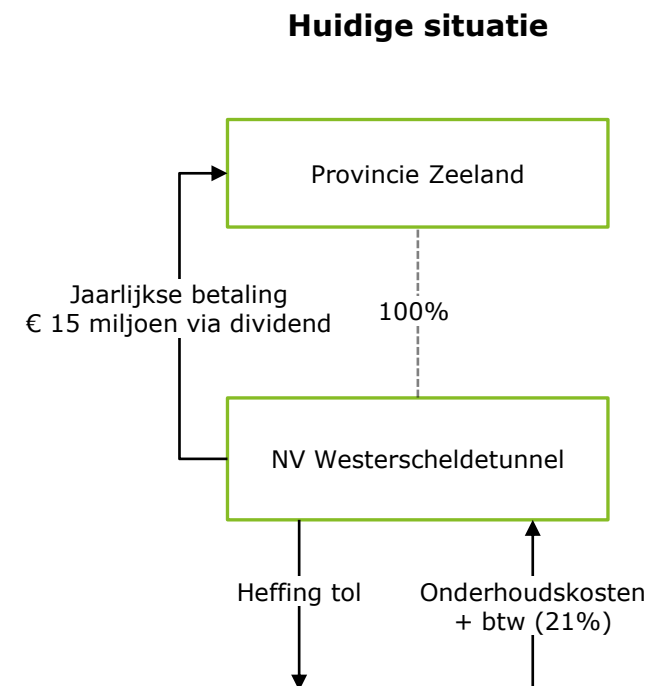 Huidige situatie
Provincie Zeeland
Jaarlijkse betaling
€ 15 miljoen via dividend
100%
NV Westerscheldetunnel
Heffing tol
Onderhoudskosten
+ btw (21%)